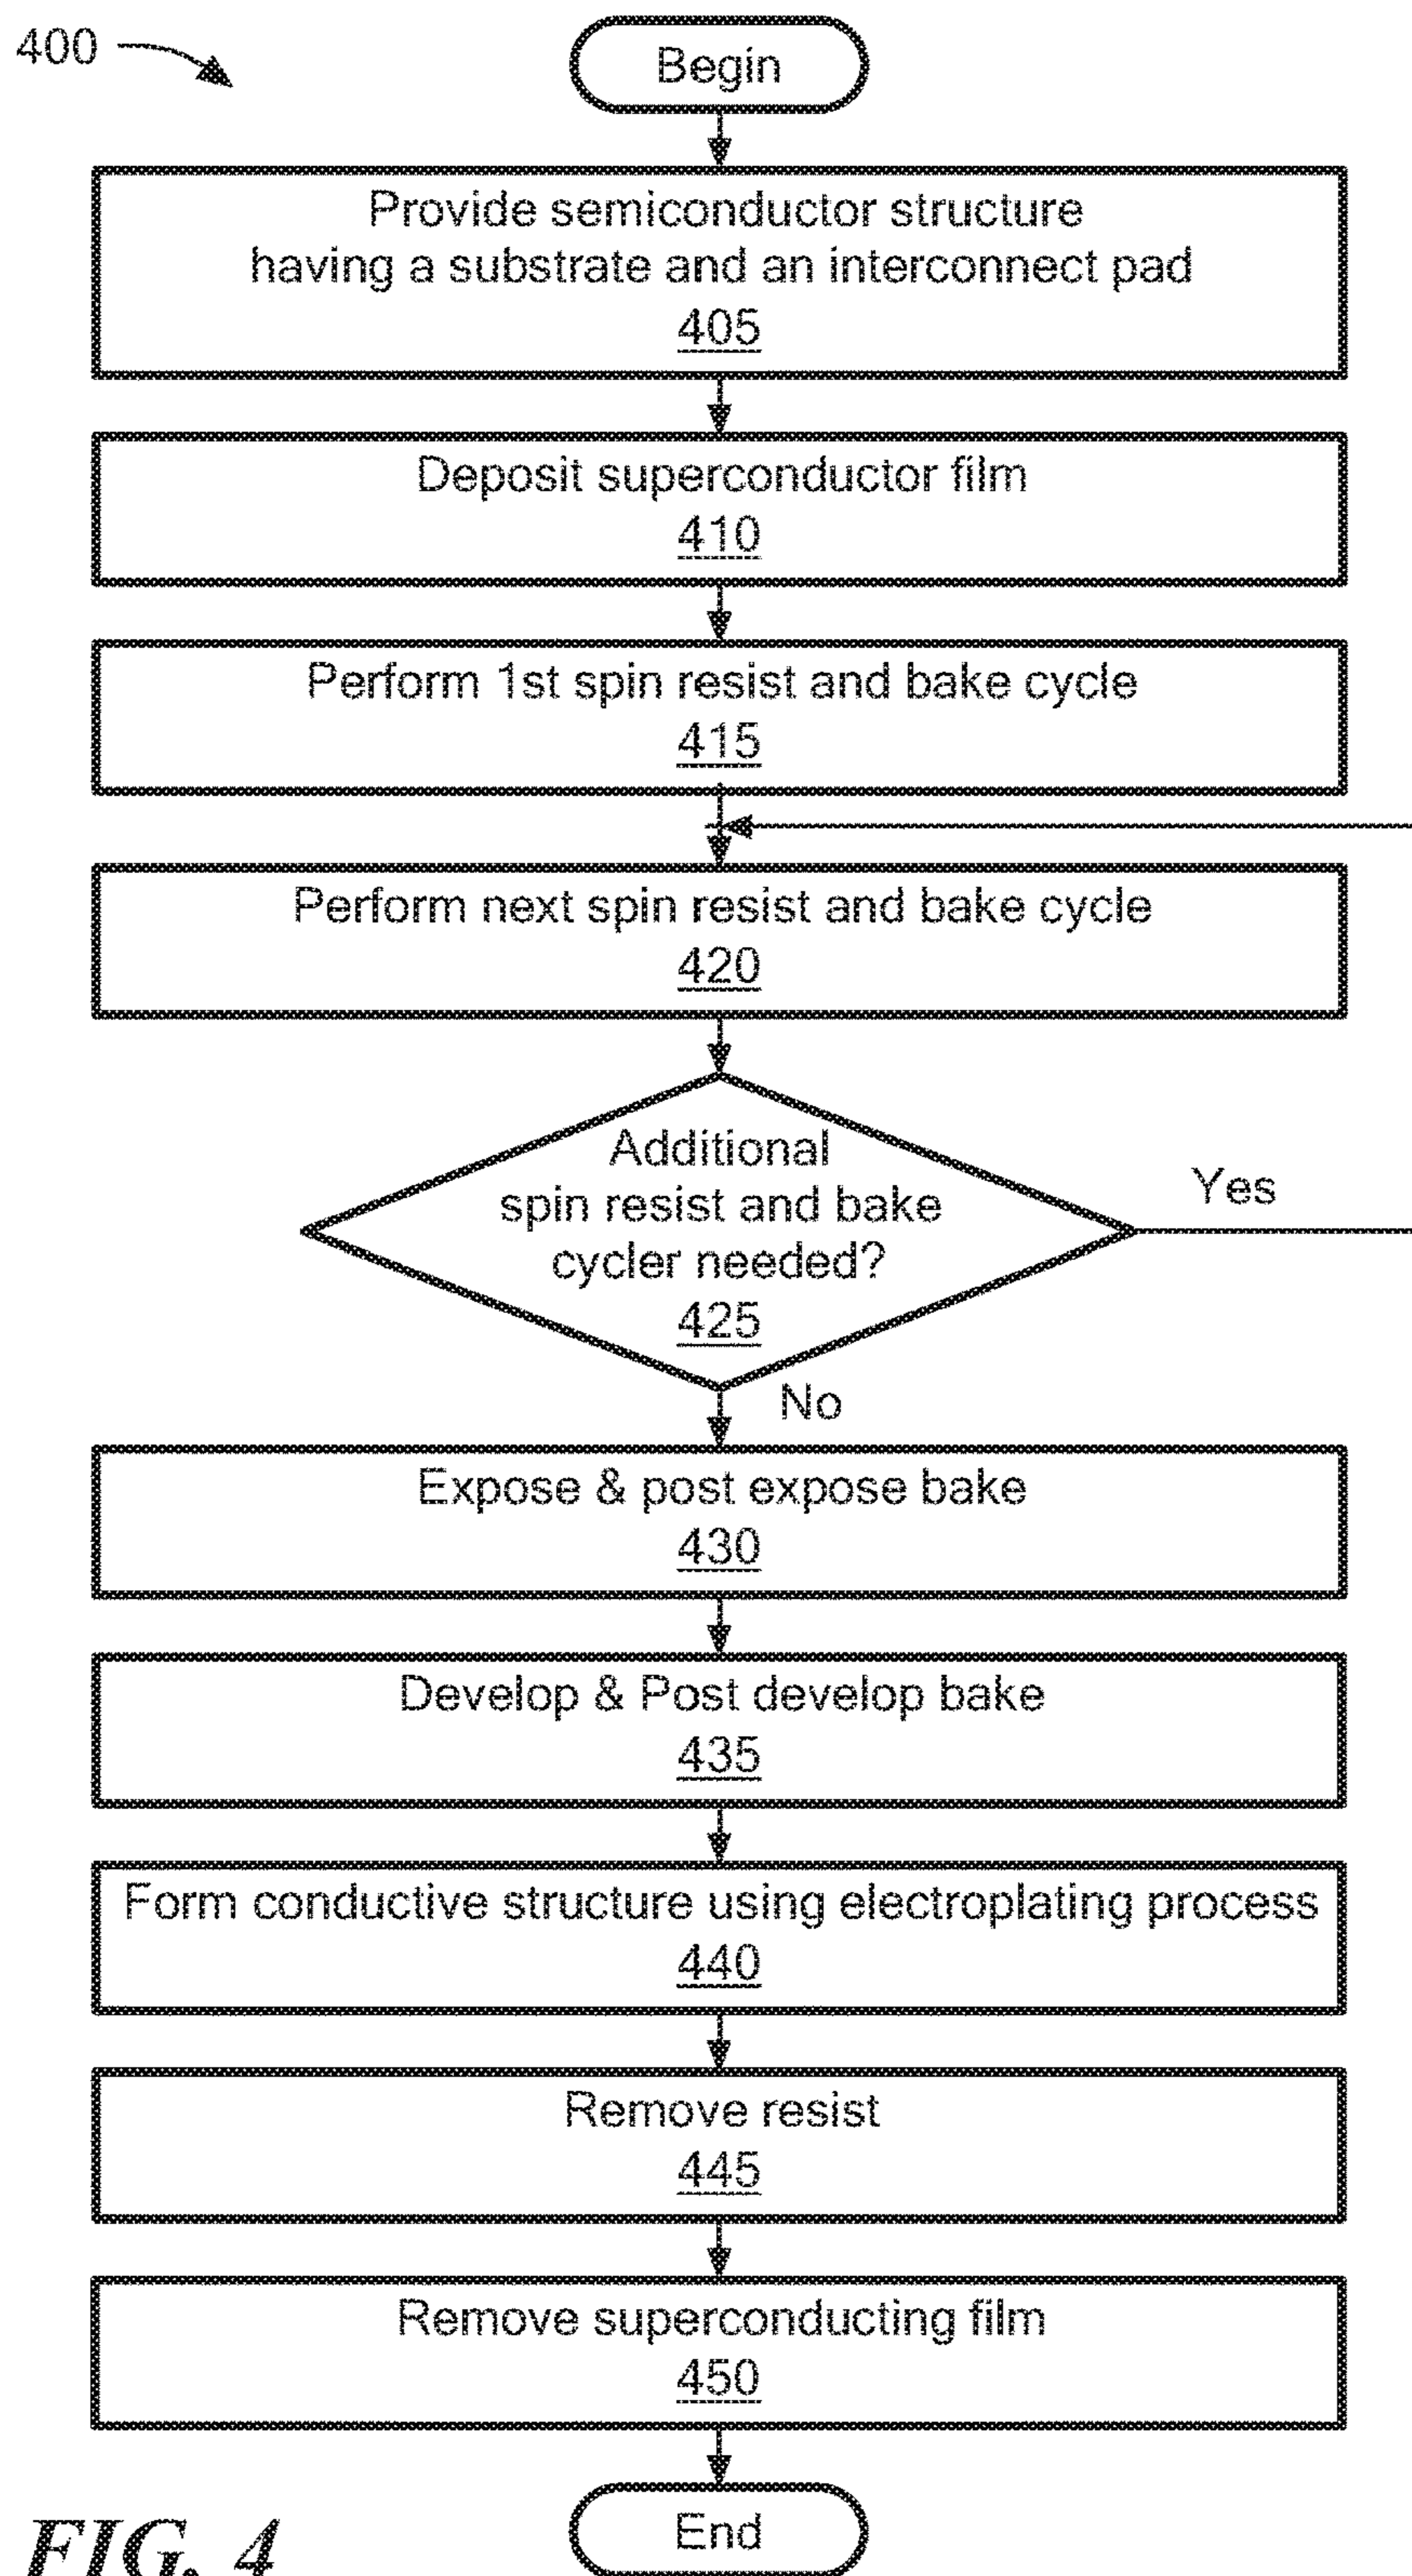 400
Begin
Provide semiconductor structure
having a substrate and an interconnect pad
405
Deposit superconductor film
410
Perform 1st spin resist and bake cycle
415
Perform next spin resist and bake cycle
420
Additional
spin resist and bake
cycler needed?
425
Yes
No
Expose & post expose bake
430
Develop & Post develop bake
435
Form conductive structure using electroplating process
440
Remove resist
445
Remove superconducting film
450
End
FIG. 4